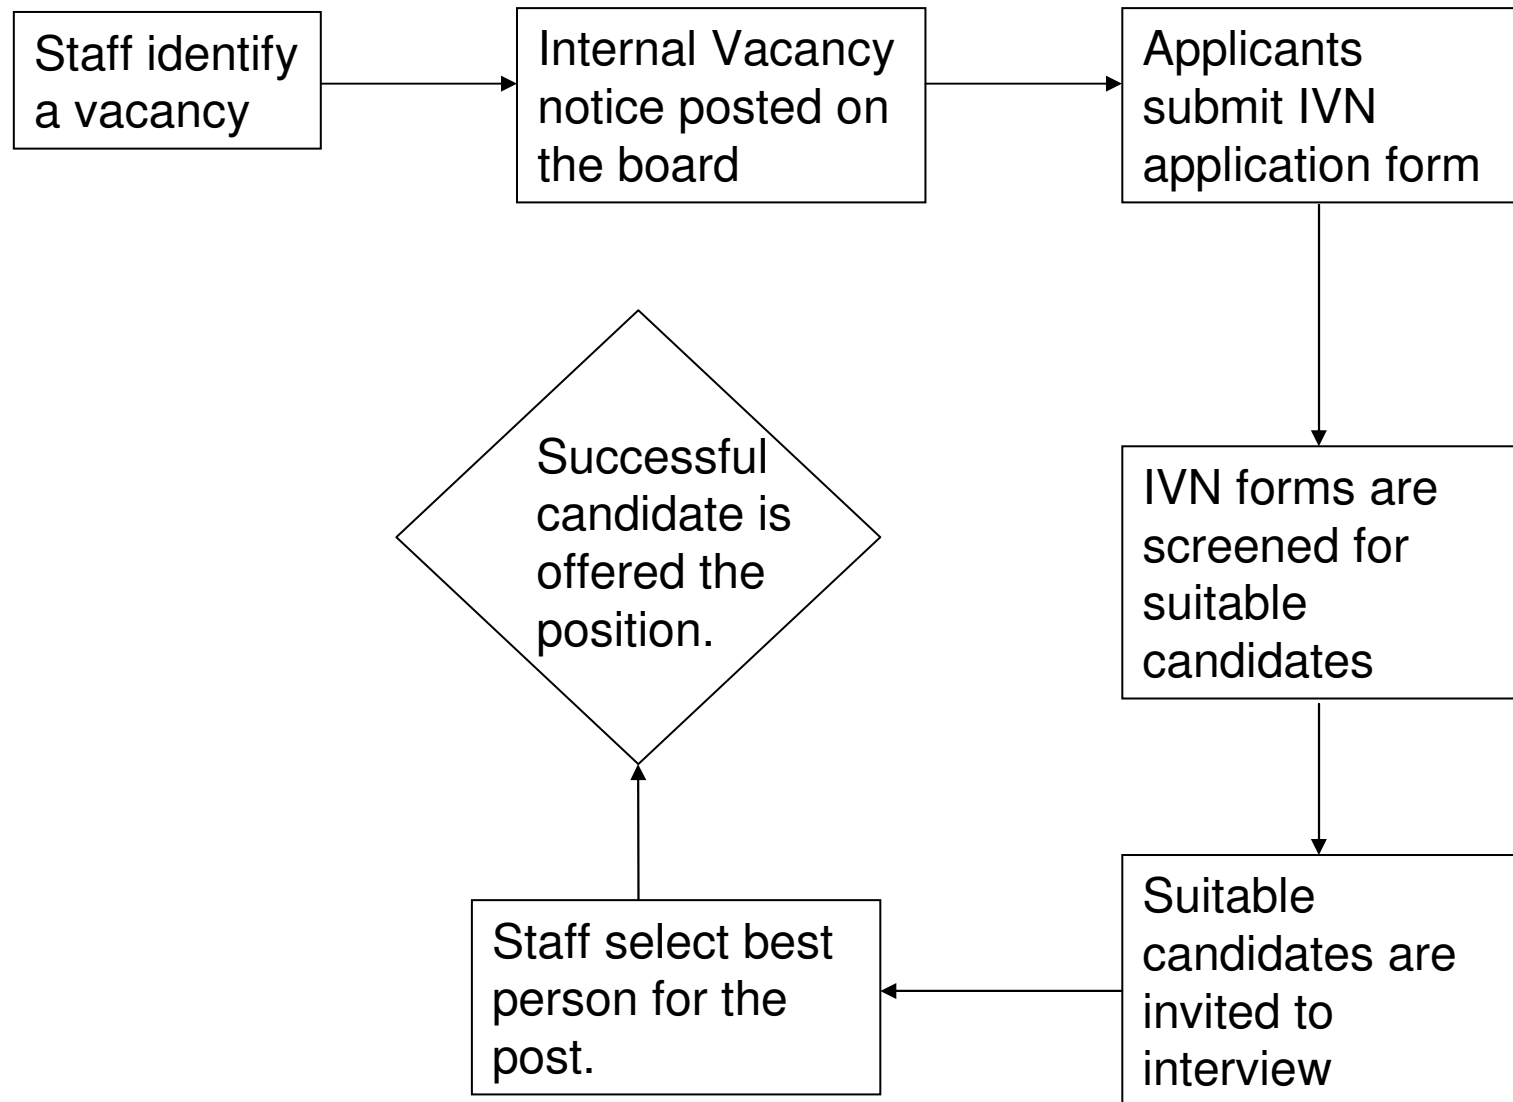 Staff identify
a vacancy
Internal Vacancy
notice posted on
the board
Applicants
submit IVN
application form
IVN forms are
screened for
suitable
candidates
Suitable
candidates are
invited to
interview
Staff select best
person for the
post.
Successful
candidate is
offered the
position.